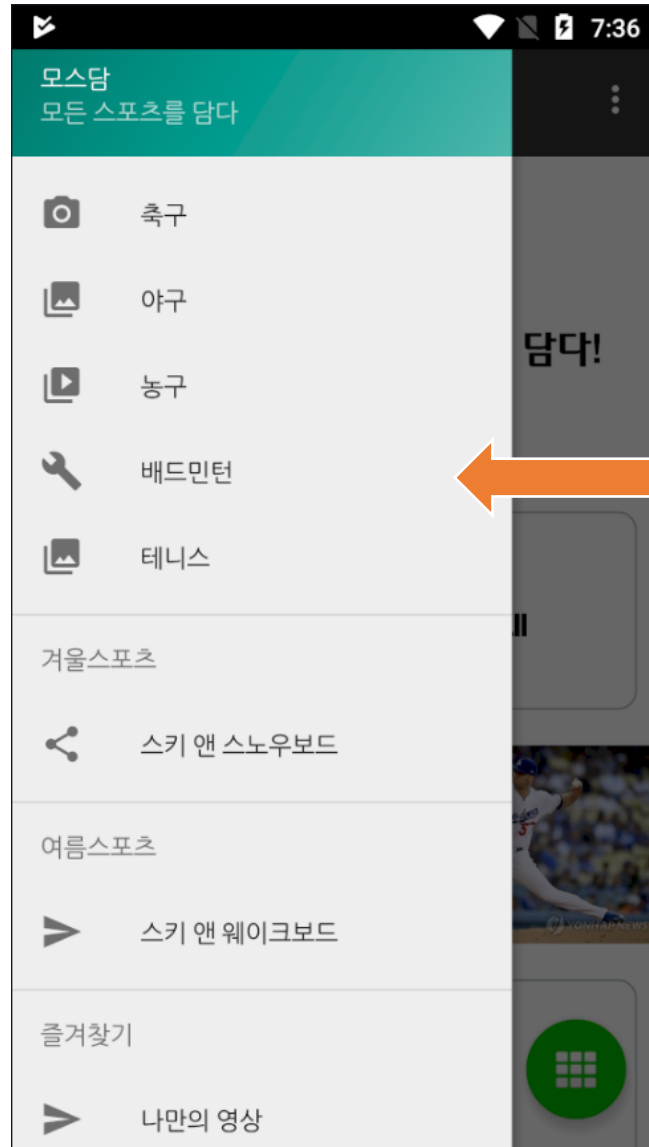 7:36
모스담
모든 스포츠를 담다
축구
야구
담다!
농구
배드민턴
테니스
겨울스포츠
스키 앤 스노우보드
여름스포츠
스키 앤 웨이크보드
YONHAPNEWS
즐겨찾기
나만의 영상